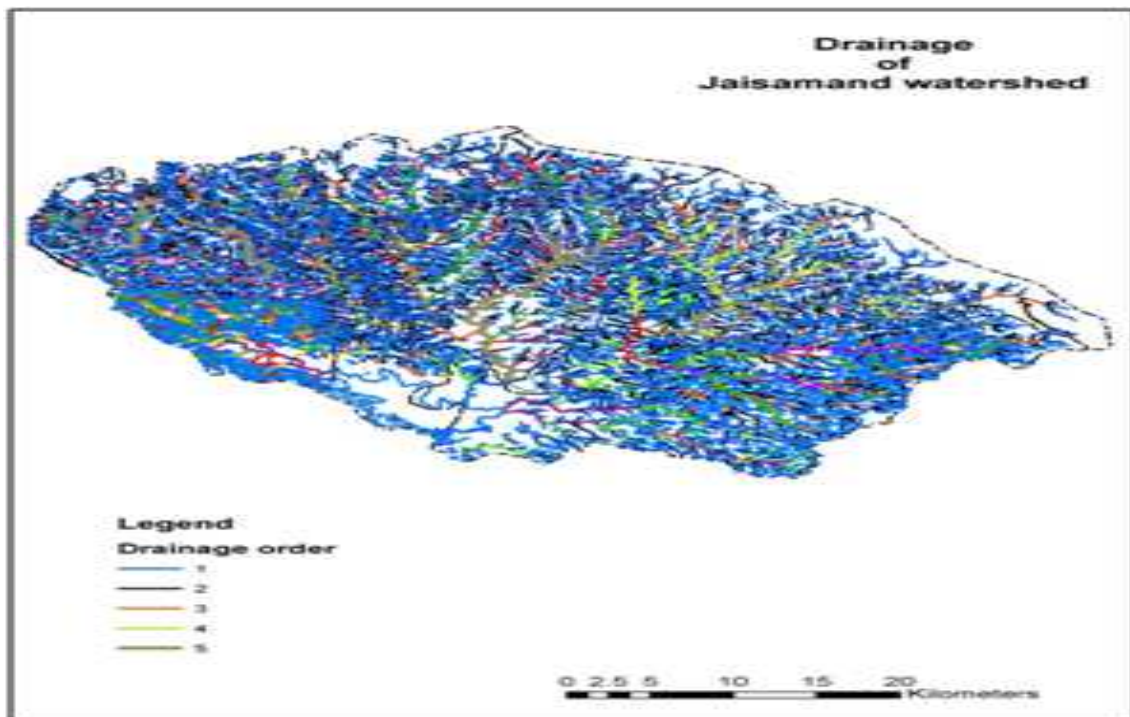 Drainage
of
Jaisamand watershed
Legend
Drainage order
1
2
3
4
5
0 2.5 5 10 15 20
Kilometers